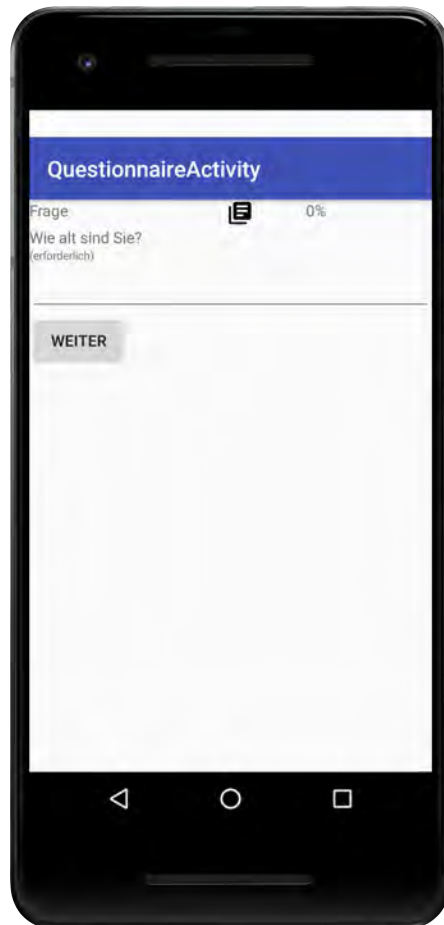 QuestionnaireActivity
Frage 0%
Wie alt sind Sie?
(erforderlich)
WEITER